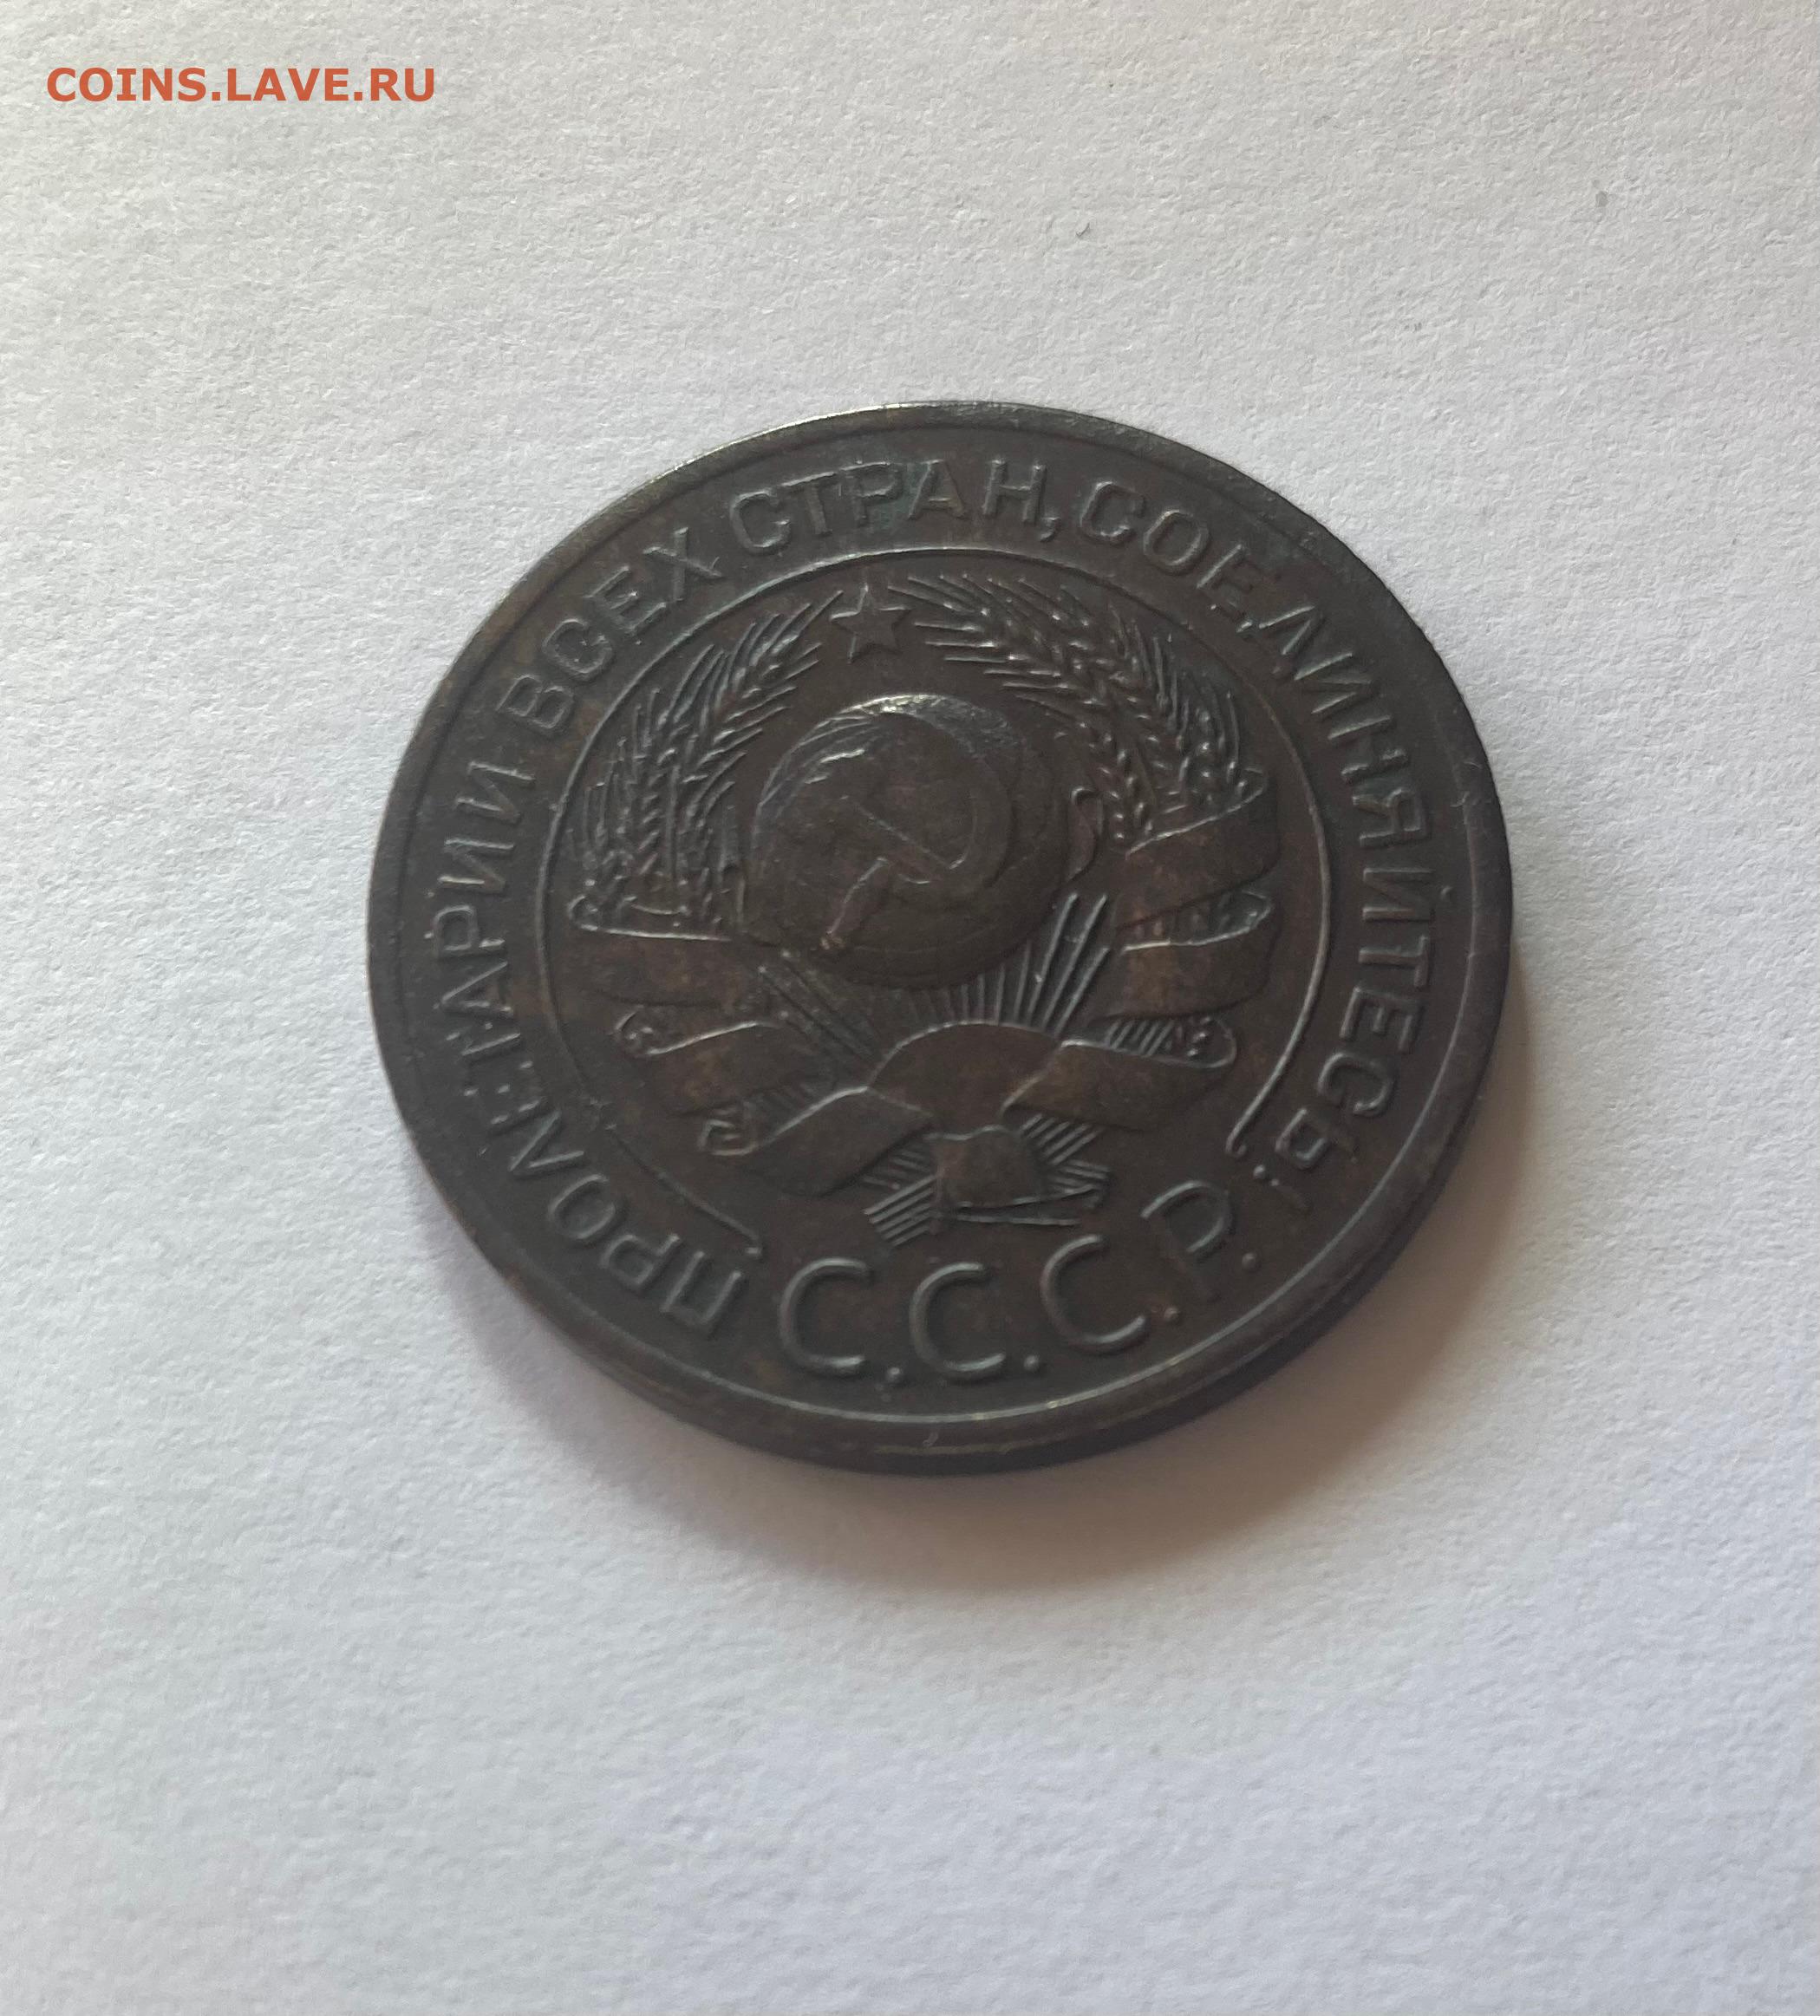 COINS.LAVE.RU
ПРОЛЕТАРИИ ВСЕХ СТРАН, СОЕДИНЯЙТЕСЬ!
С.С.С.Р.